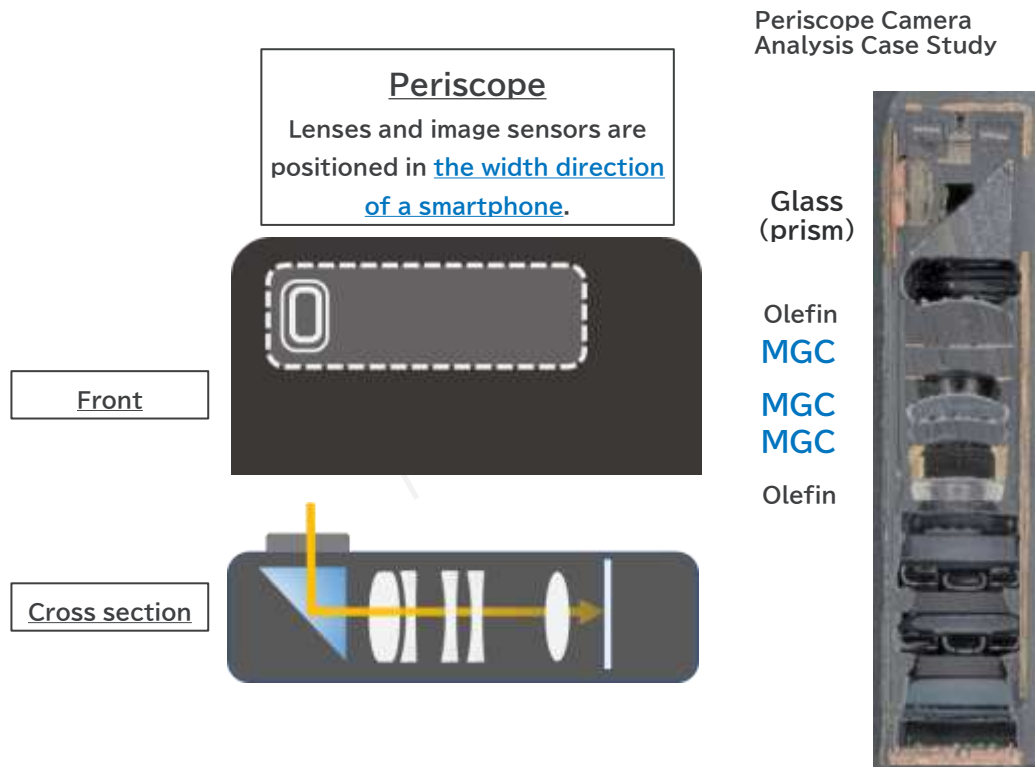 Periscope Camera
Analysis Case Study
Periscope
Lenses and image sensors are
positioned in the width direction
of a smartphone.
Glass
(prism)
Olefin
MGC
Front
MGC
MGC
Olefin
Cross section